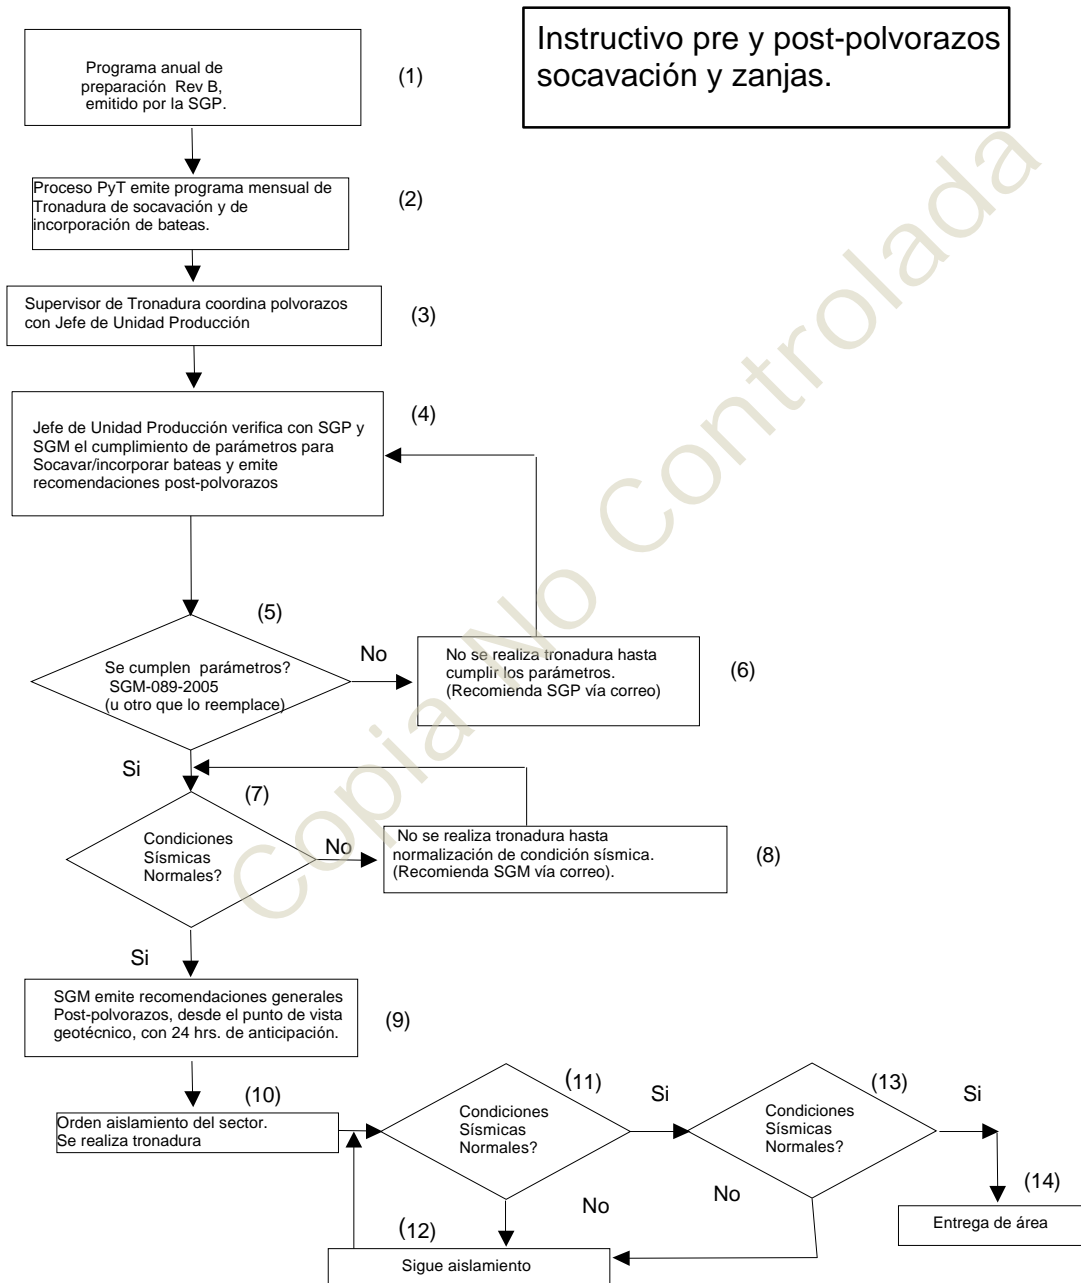 Instructivo pre y post-polvorazos
socavación y zanjas.
Programa anual de
preparación Rev B,
emitido por la SGP.
(1)
Proceso PyT emite programa mensual de
Tronadura de socavación y de
incorporación de bateas.
(2)
Supervisor de Tronadura coordina polvorazos
con Jefe de Unidad Producción
(3)
(4)
Jefe de Unidad Producción verifica con SGP y
SGM el cumplimiento de parámetros para
Socavar/incorporar bateas y emite
recomendaciones post-polvorazos
(5)
Se cumplen parámetros?
SGM-089-2005
(u otro que lo reemplace)
No
No se realiza tronadura hasta
cumplir los parámetros.
(Recomienda SGP vía correo)
(6)
Si
(7)
Condiciones
Sísmicas
Normales?
No
No se realiza tronadura hasta
normalización de condición sísmica.
(Recomienda SGM vía correo).
(8)
Si
SGM emite recomendaciones generales
Post-polvorazos, desde el punto de vista
geotécnico, con 24 hrs. de anticipación.
(9)
(10)
Orden aislamiento del sector.
Se realiza tronadura
(11)
Condiciones
Sísmicas
Normales?
Si
(13)
Condiciones
Sísmicas
Normales?
Si
No
No
(12)
Sigue aislamiento
(14)
Entrega de área
Copia No Controlada